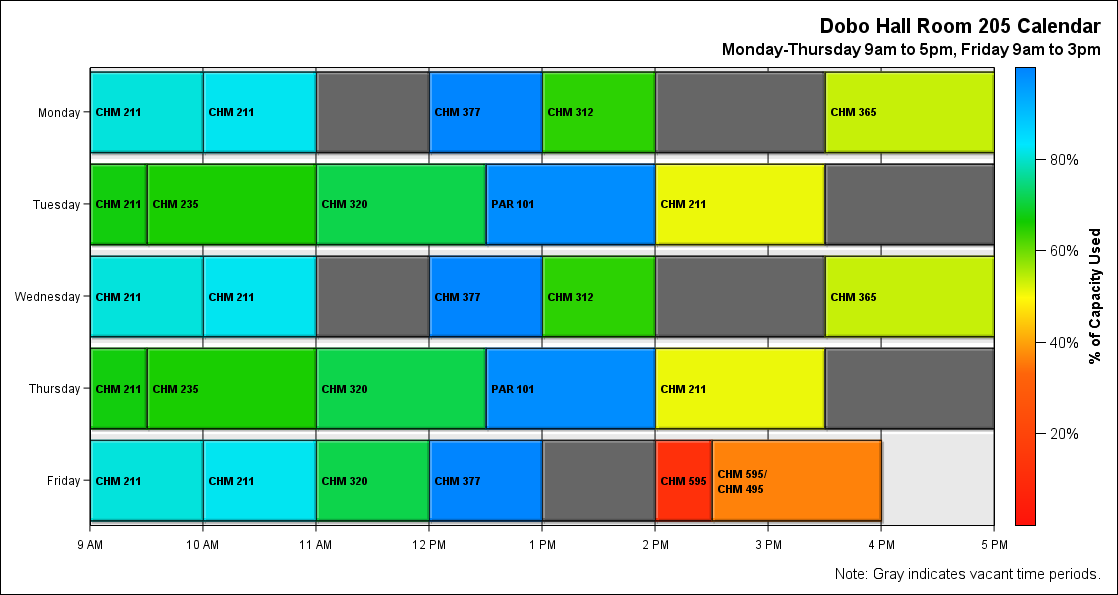 Dobo Hall Room 205 Calendar
Monday-Thursday 9am to 5pm, Friday 9am to 3pm
Monday
CHM 211
CHM 211
CHM 377
CHM 312
CHM 365
Tuesday
CHM 211
CHM 235
CHM 320
PAR 101
CHM 211
Wednesday
CHM 211
CHM 211
CHM 377
CHM 312
CHM 365
Thursday
CHM 211
CHM 235
CHM 320
PAR 101
CHM 211
Friday
CHM 211
CHM 211
CHM 320
CHM 377
CHM 595
CHM 595/
CHM 495
9 AM
10 AM
11 AM
12 PM
1 PM
2 PM
3 PM
4 PM
5 PM
80%
60%
40%
20%
% of Capacity Used
Note: Gray indicates vacant time periods.